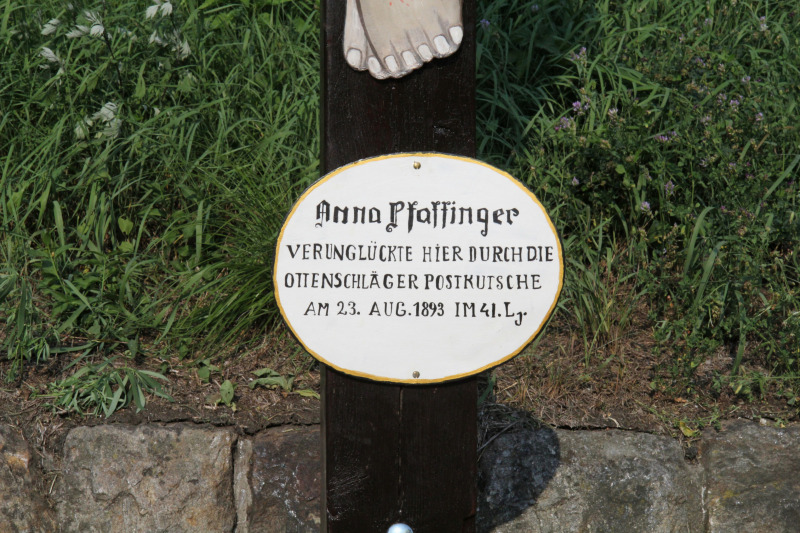 Anna Pfaffinger
VERUNGLÜCKTE HIER DURCH DIE
OTTENSCHLÄGER POSTKUTSCHE
AM 23. AUG. 1893 IM 41. Lj.